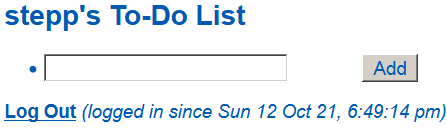 stepp's To-Do List
Add
Log Out (logged in since Sun 12 Oct 21, 6:49:14 pm)